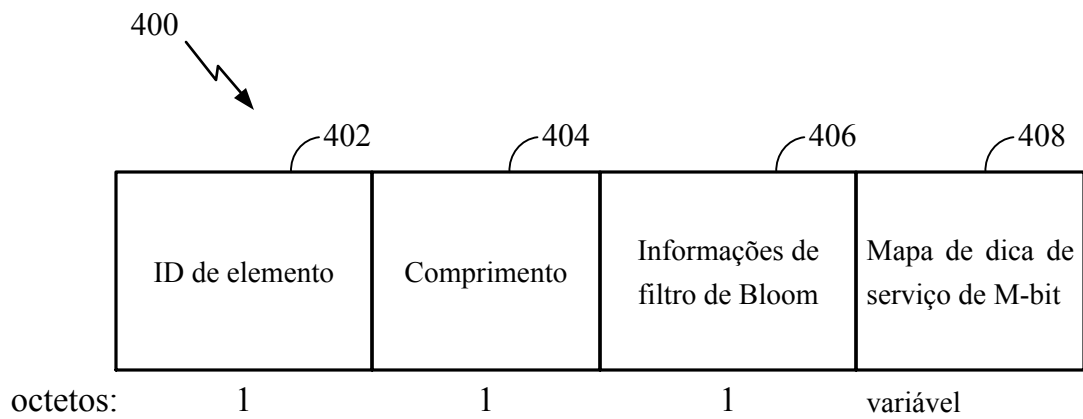 400
402
404
406
408
ID de elemento
Comprimento
Informações de
filtro de Bloom
Mapa de dica de
serviço de M-bit
octetos: 1 1 1 variável